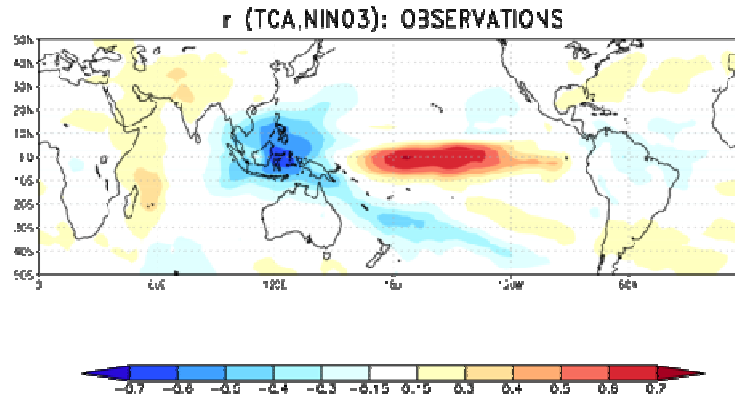 r (TCA,NINO3): OBSERVATIONS
50N
40N
30N
20N
10N
EQ
10S
20S
30S
40S
50S
0 60E 120E 180 120W 60W
-0.7 -0.6 -0.5 -0.4 -0.3 -0.15 0.15 0.3 0.4 0.5 0.6 0.7